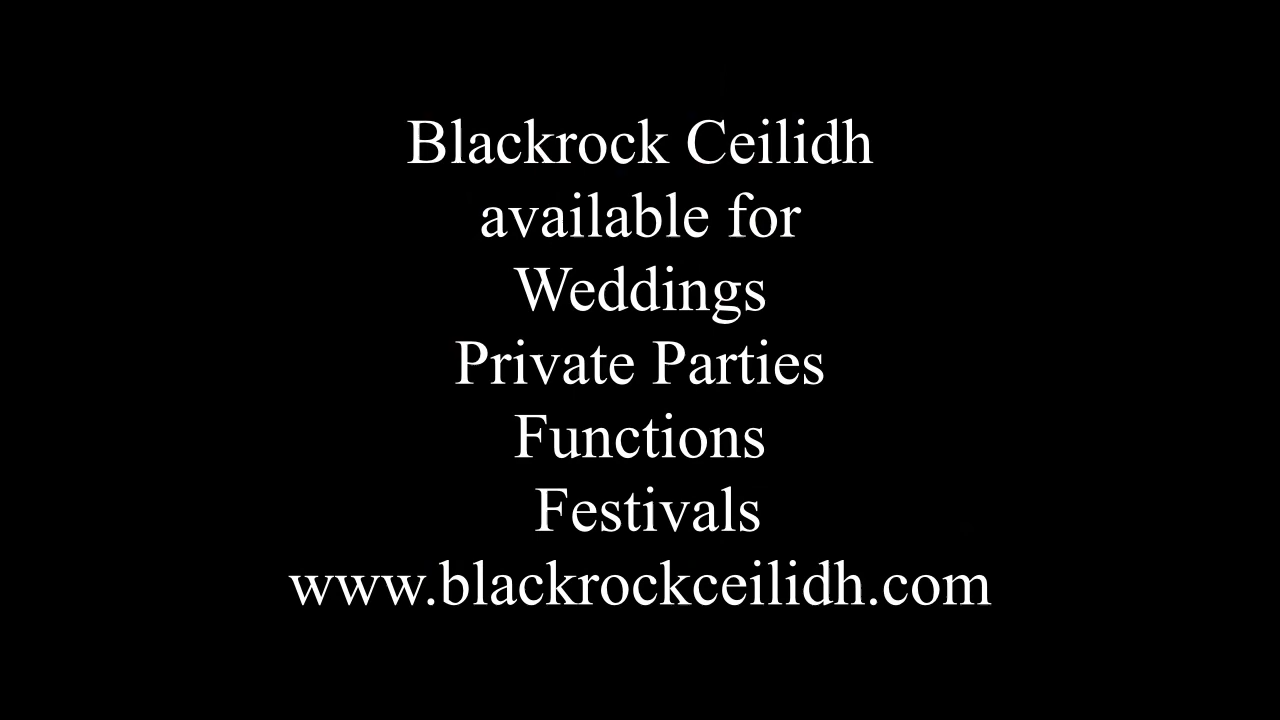 Blackrock Ceilidh
available for
Weddings
Private Parties
Functions
Festivals
www.blackrockceilidh.com